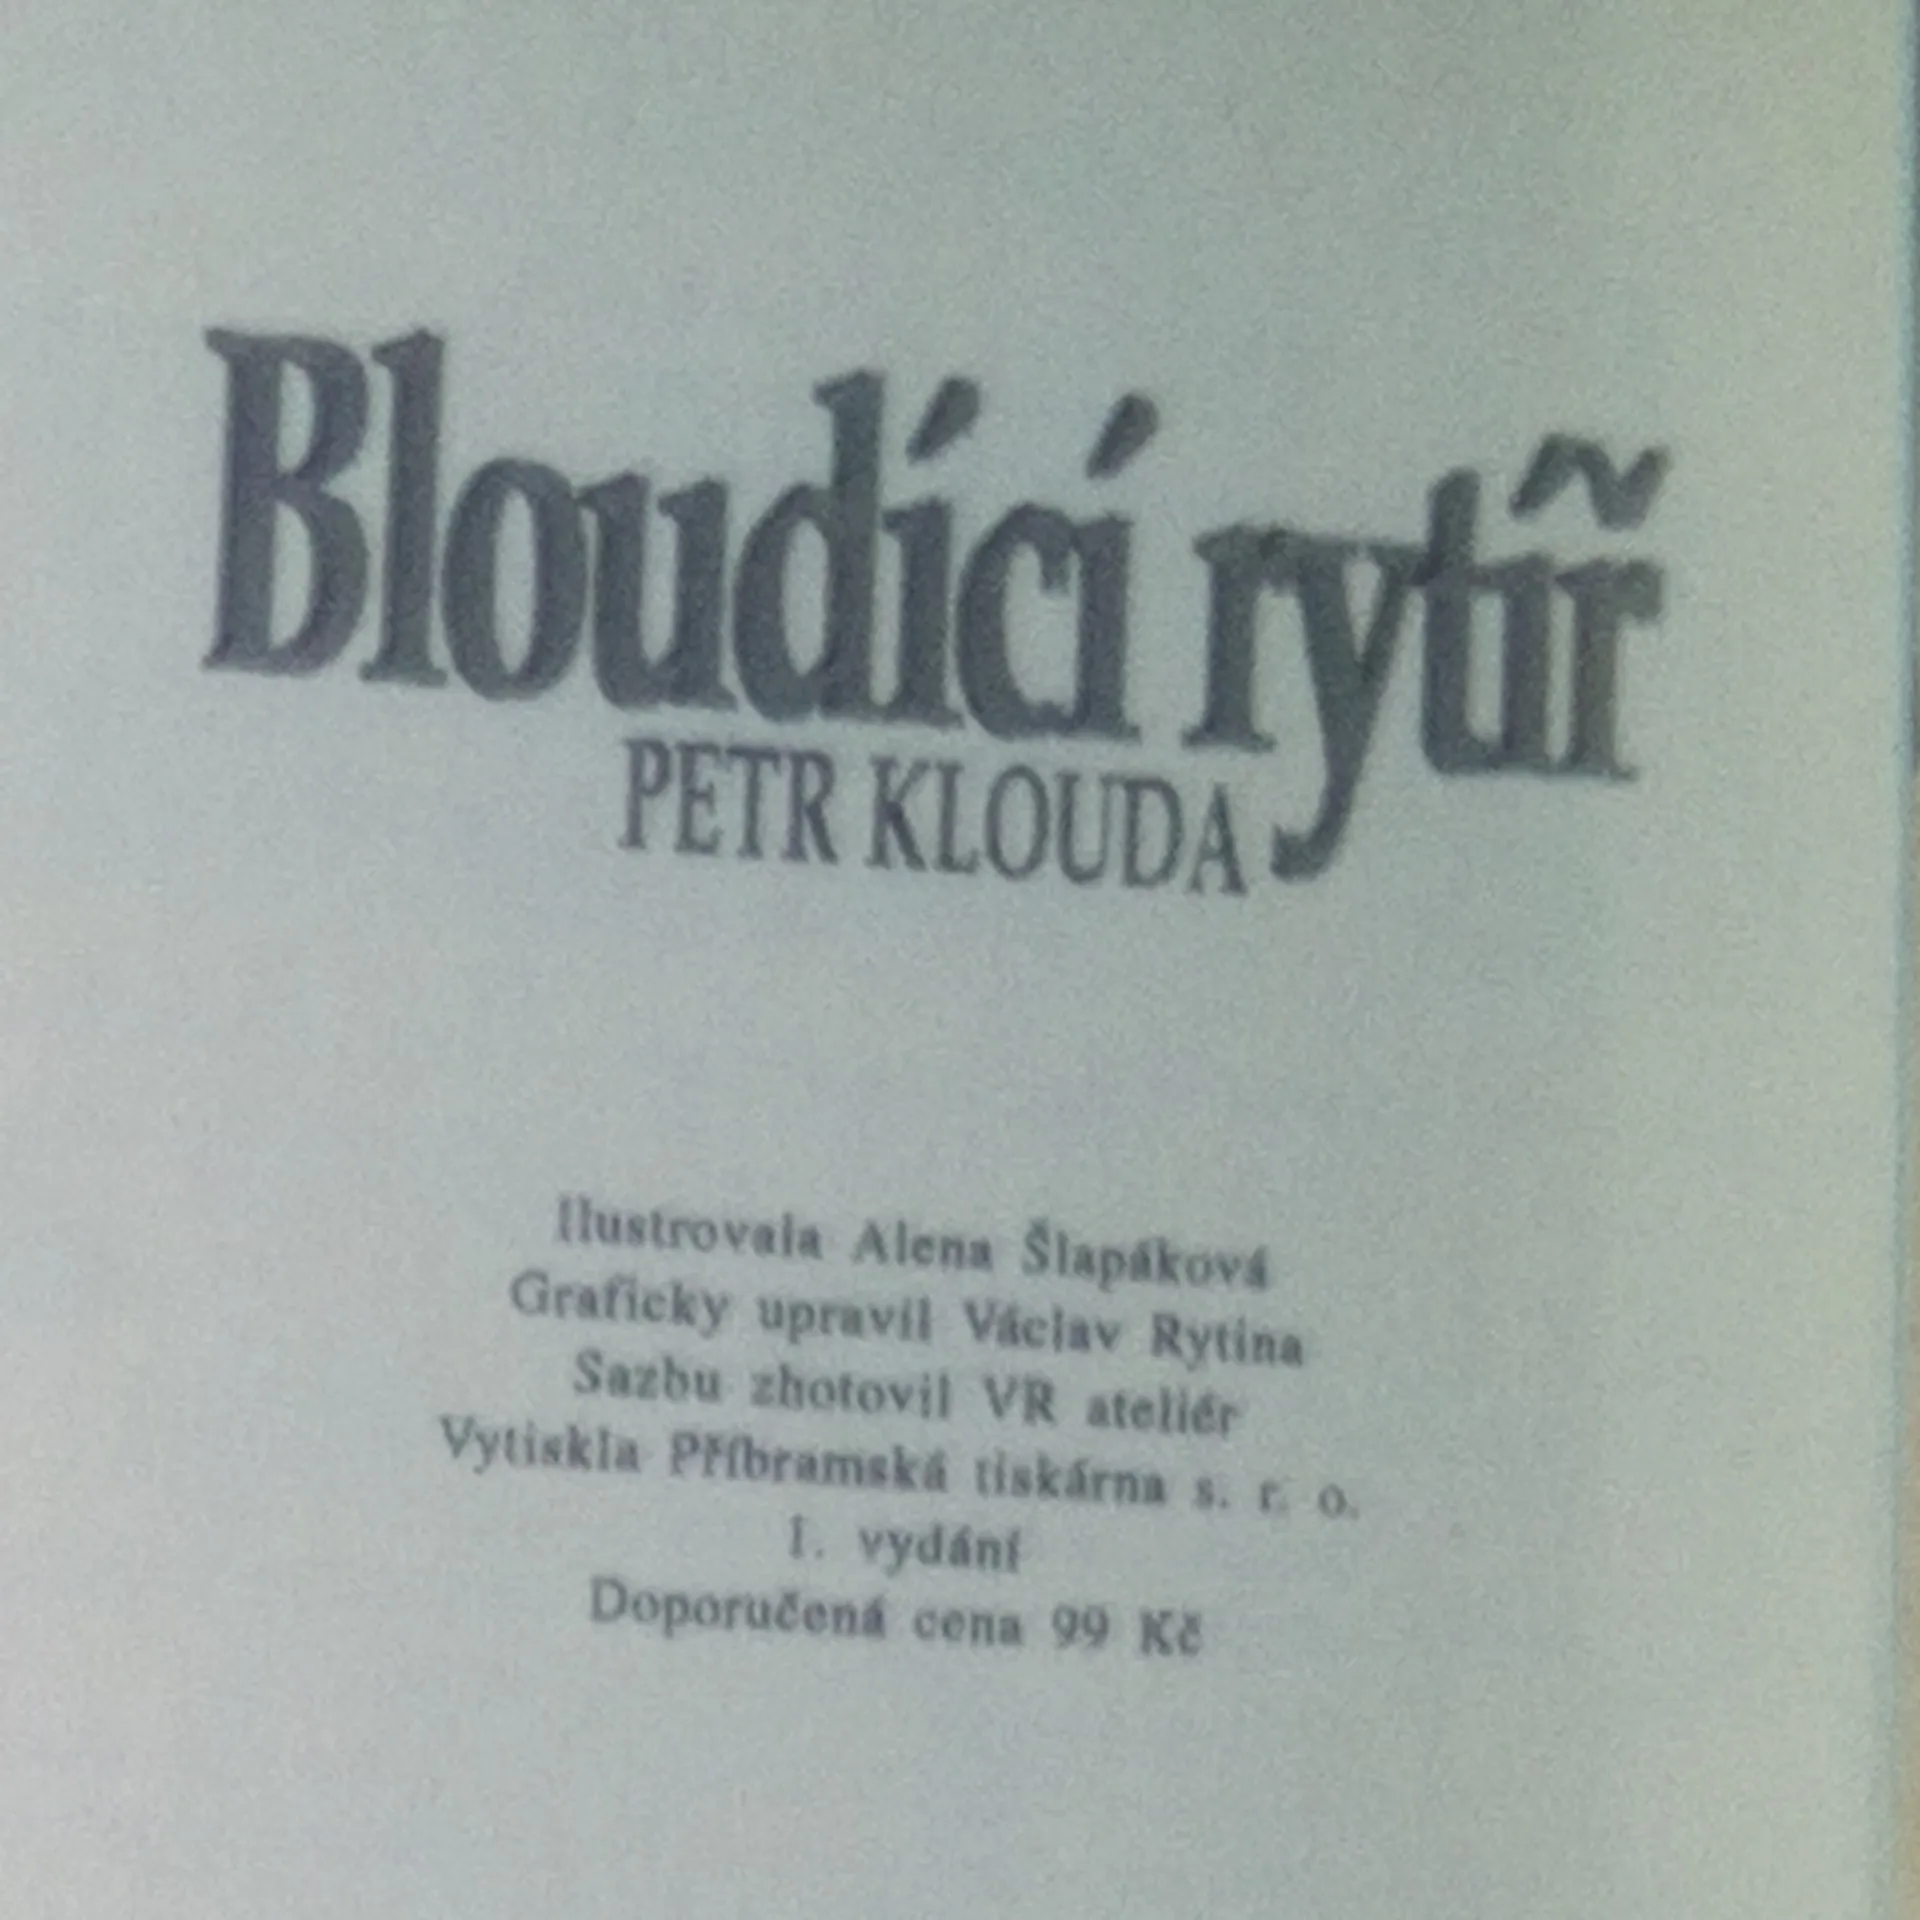 Bloudící rytíř
PETR KLOUDA
Ilustrovala Alena Šlapáková
Graficky upravil Václav Rytina
Sazbu zhotovil VR ateliér
Vytiskla Příbramská tiskárna s. r. o.
1. vydání
Doporučená cena 99 Kč